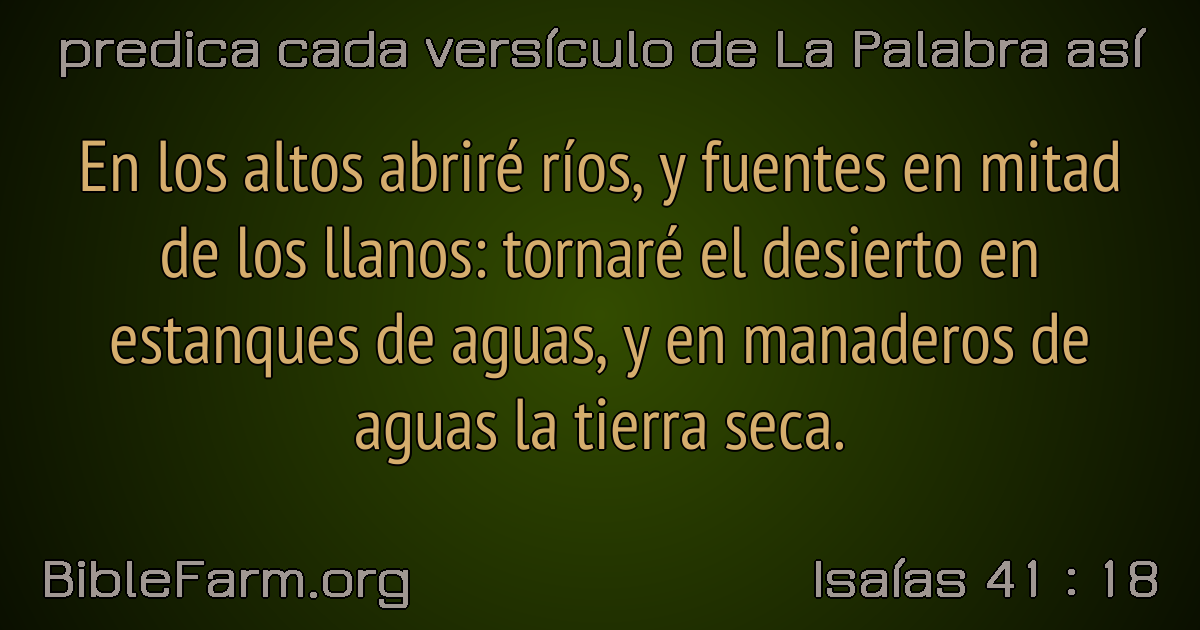 predica cada versículo de La Palabra así
En los altos abriré ríos, y fuentes en mitad
de los llanos: tornaré el desierto en
estanques de aguas, y en manaderos de
aguas la tierra seca.
BibleFarm.org
Isaías 41 : 18